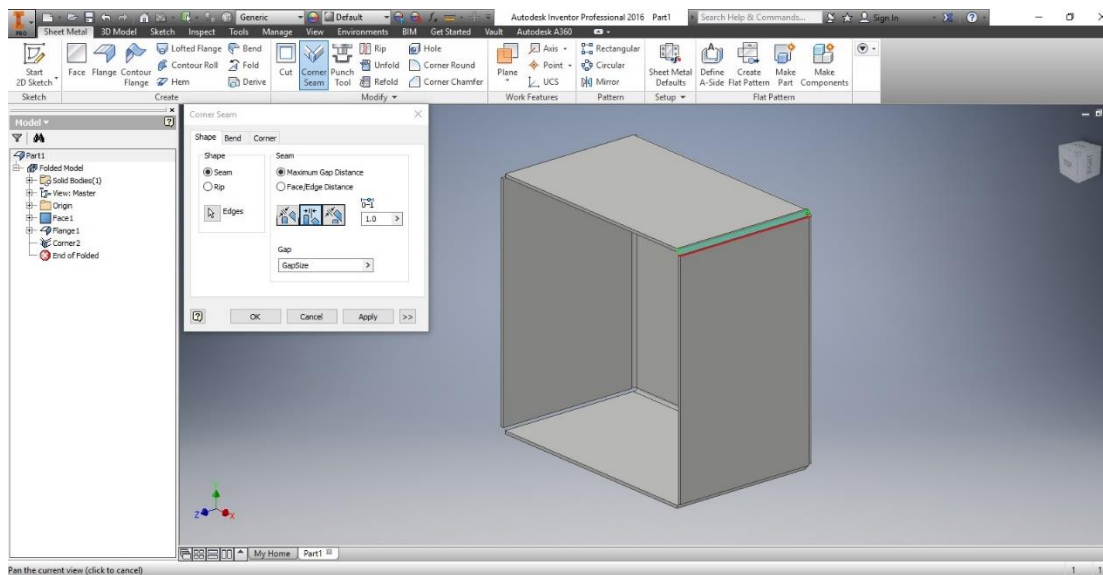 Generic Default Autodesk Inventor Professional 2016 Part1 Search Help & Commands... Sign In
PRO Sheet Metal 3D Model Sketch Inspect Tools Manage View Environments BIM Get Started Vault Autodesk A360
Start 2D Sketch Face Flange Contour Flange Lofted Flange Contour Roll Hem Bend Fold Derive Cut Corner Seam Punch Tool Rip Unfold Refold Hole Corner Round Corner Chamfer Plane Axis Point UCS Rectangular Circular Mirror Sheet Metal Defaults Define A-Side Create Flat Pattern Make Part Make Components
Sketch Create Modify Work Features Pattern Setup Flat Pattern
Model
Part1
Folded Model
Solid Bodies(1)
View: Master
Origin
Face1
Flange1
Corner2
End of Folded
Corner Seam
Shape Bend Corner
Shape
Seam
Rip
Edges
Seam
Maximum Gap Distance
Face/Edge Distance
1.0 >
Gap
GapSize >
OK Cancel Apply >>
TOP RIGHT
Z X
My Home Part1
Pan the current view (click to cancel) 1 1